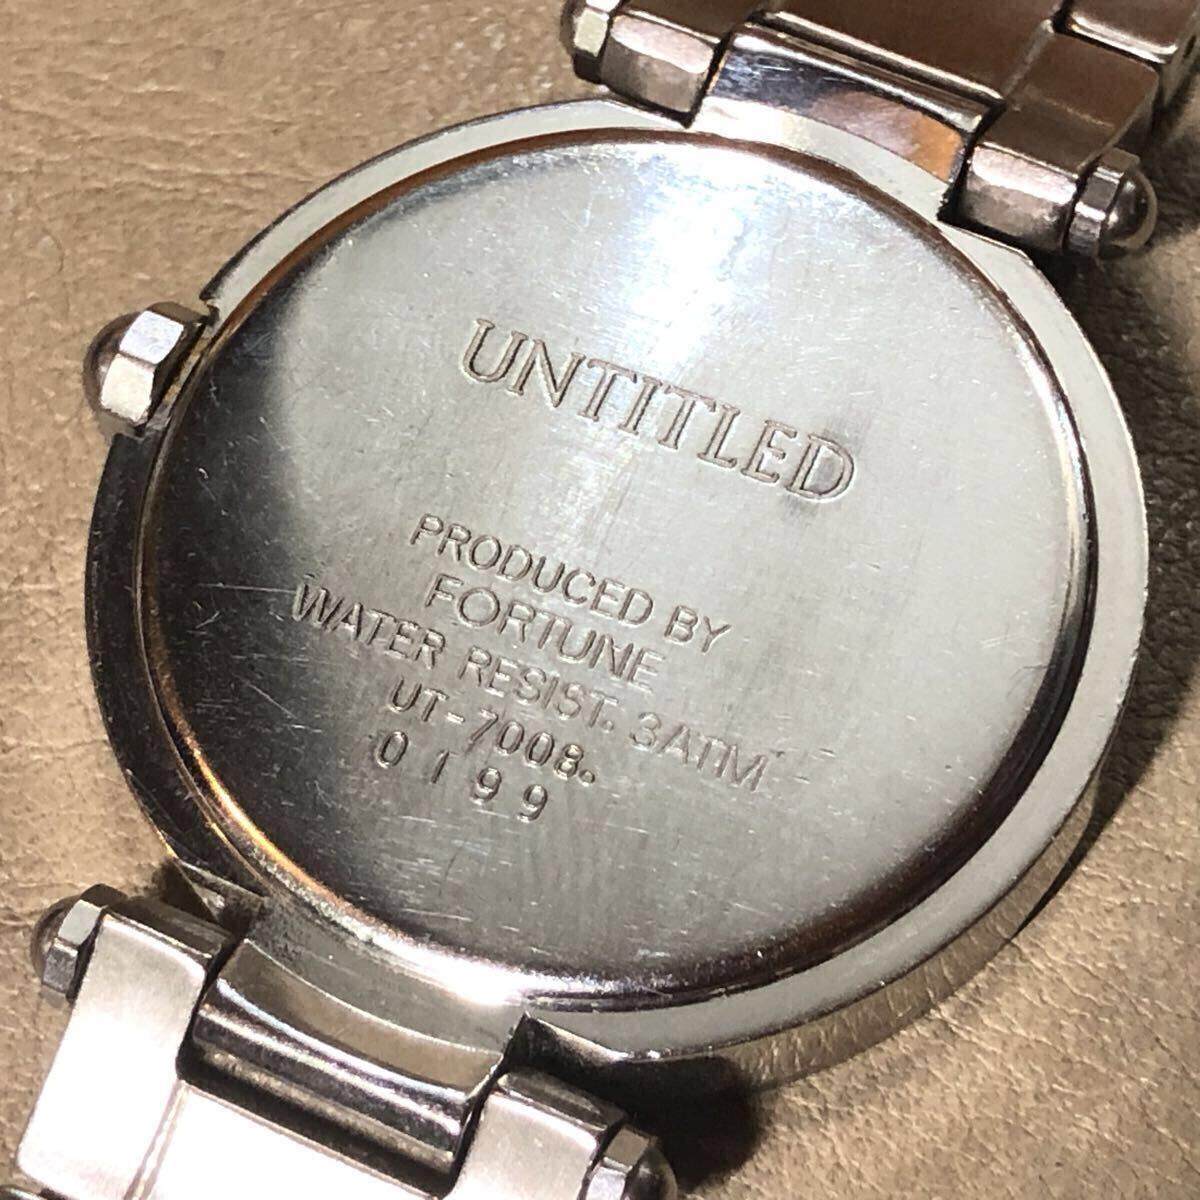 UNTITLED
PRODUCED BY
FORTUNE
WATER RESIST. 3ATM
UT-7008.
0199